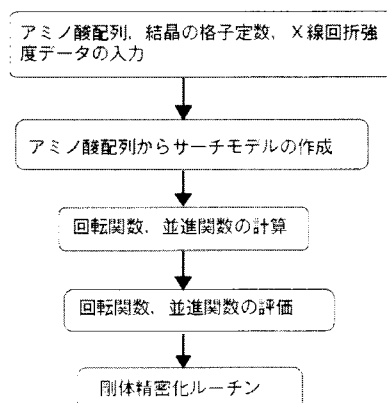 アミノ酸配列，結晶の格子定数，X線回折強
度データの入力
アミノ酸配列からサーチモデルの作成
回転関数，並進関数の計算
回転関数，並進関数の評価
剛体精密化ルーチン